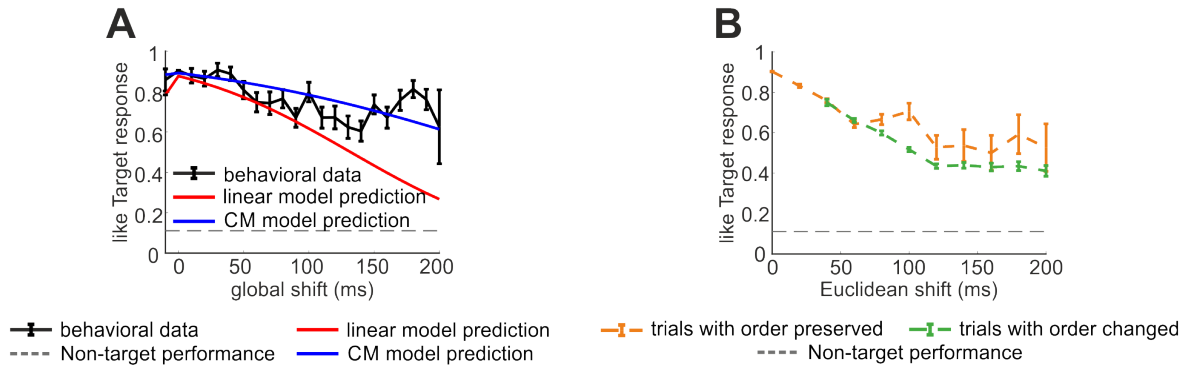 A
like Target response
1
0.8
0.6
0.4
0.2
0
behavioral data
linear model prediction
CM model prediction
0 50 100 150 200
global shift (ms)
B
like Target response
1
0.8
0.6
0.4
0.2
0
0 50 100 150 200
Euclidean shift (ms)
behavioral data
linear model prediction
Non-target performance
CM model prediction
trials with order preserved
trials with order changed
Non-target performance